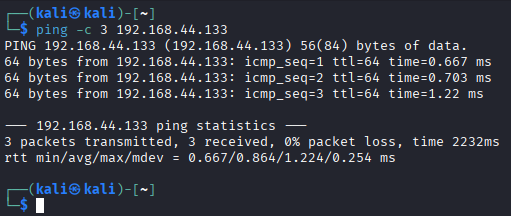 ┌──(kali㉿kali)-[~]
└─$ ping -c 3 192.168.44.133
PING 192.168.44.133 (192.168.44.133) 56(84) bytes of data.
64 bytes from 192.168.44.133: icmp_seq=1 ttl=64 time=0.667 ms
64 bytes from 192.168.44.133: icmp_seq=2 ttl=64 time=0.703 ms
64 bytes from 192.168.44.133: icmp_seq=3 ttl=64 time=1.22 ms
--- 192.168.44.133 ping statistics ---
3 packets transmitted, 3 received, 0% packet loss, time 2232ms
rtt min/avg/max/mdev = 0.667/0.864/1.224/0.254 ms
┌──(kali㉿kali)-[~]
└─$